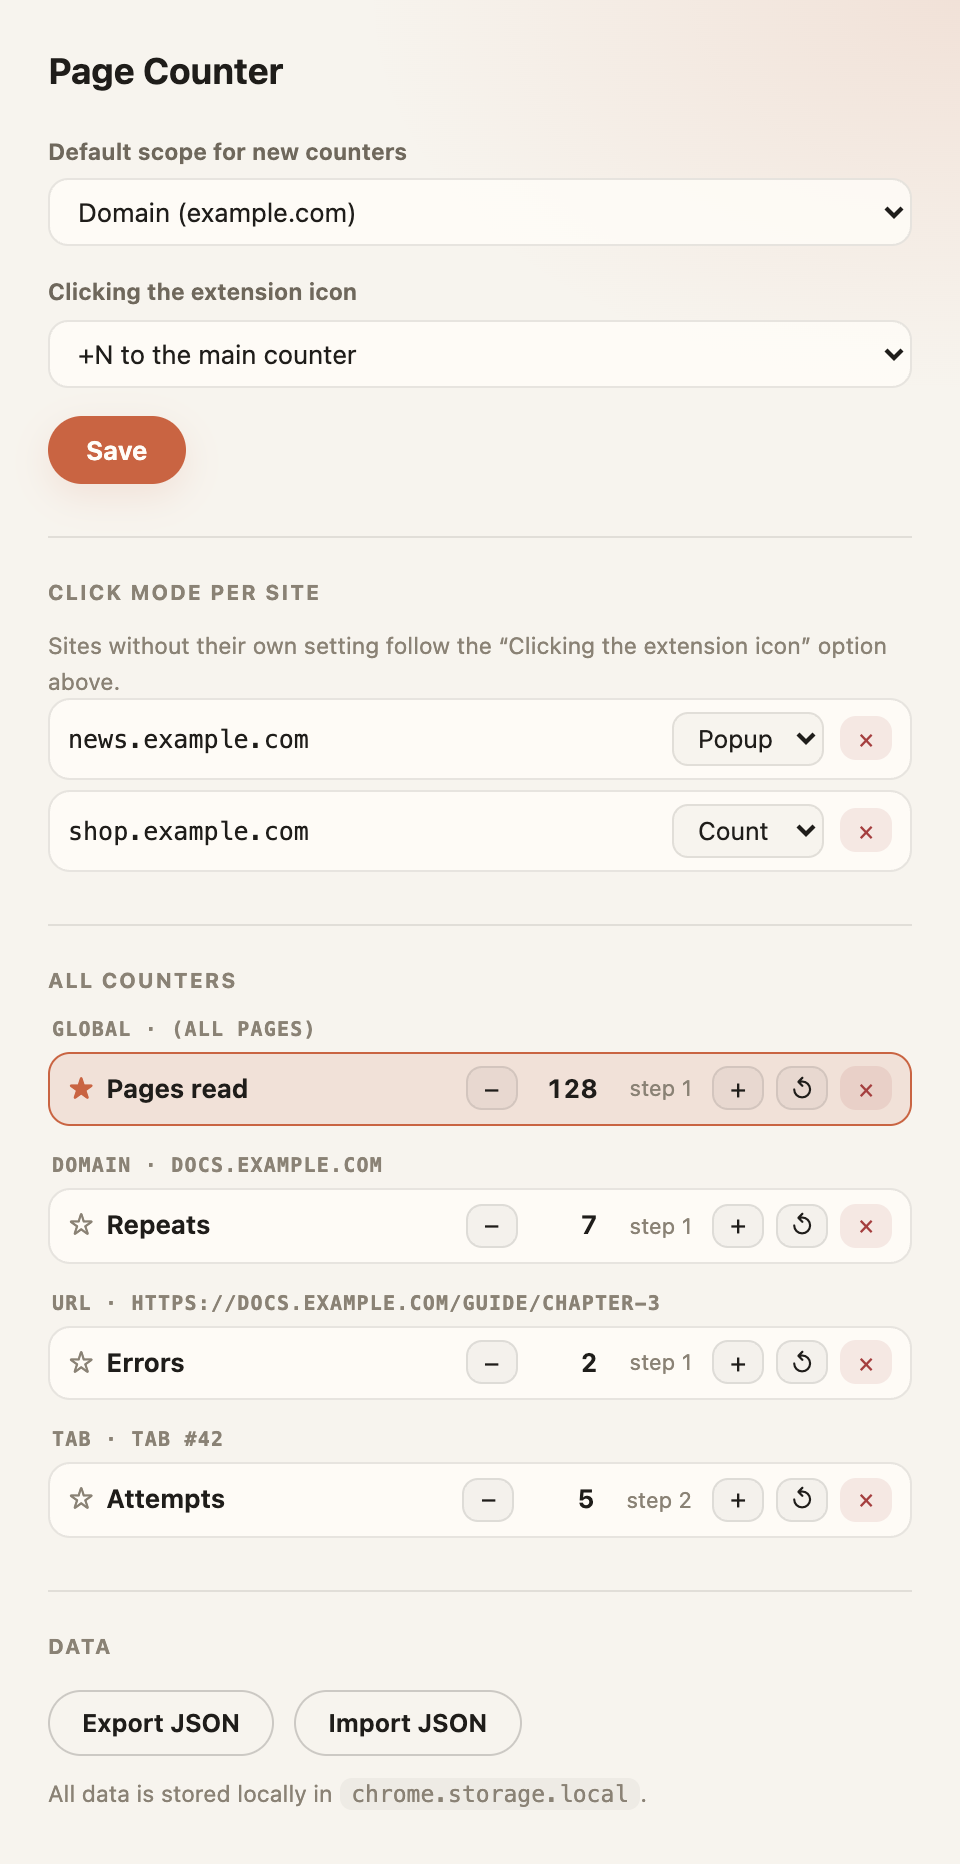 Page Counter
Default scope for new counters
Domain (example.com)
Clicking the extension icon
+N to the main counter
Save
CLICK MODE PER SITE
Sites without their own setting follow the “Clicking the extension icon” option
above.
news.example.com Popup ×
shop.example.com Count ×
ALL COUNTERS
GLOBAL · (ALL PAGES)
★ Pages read − 128 step 1 + ↺ ×
DOMAIN · DOCS.EXAMPLE.COM
☆ Repeats − 7 step 1 + ↺ ×
URL · HTTPS://DOCS.EXAMPLE.COM/GUIDE/CHAPTER-3
☆ Errors − 2 step 1 + ↺ ×
TAB · TAB #42
☆ Attempts − 5 step 2 + ↺ ×
DATA
Export JSON Import JSON
All data is stored locally in chrome.storage.local.